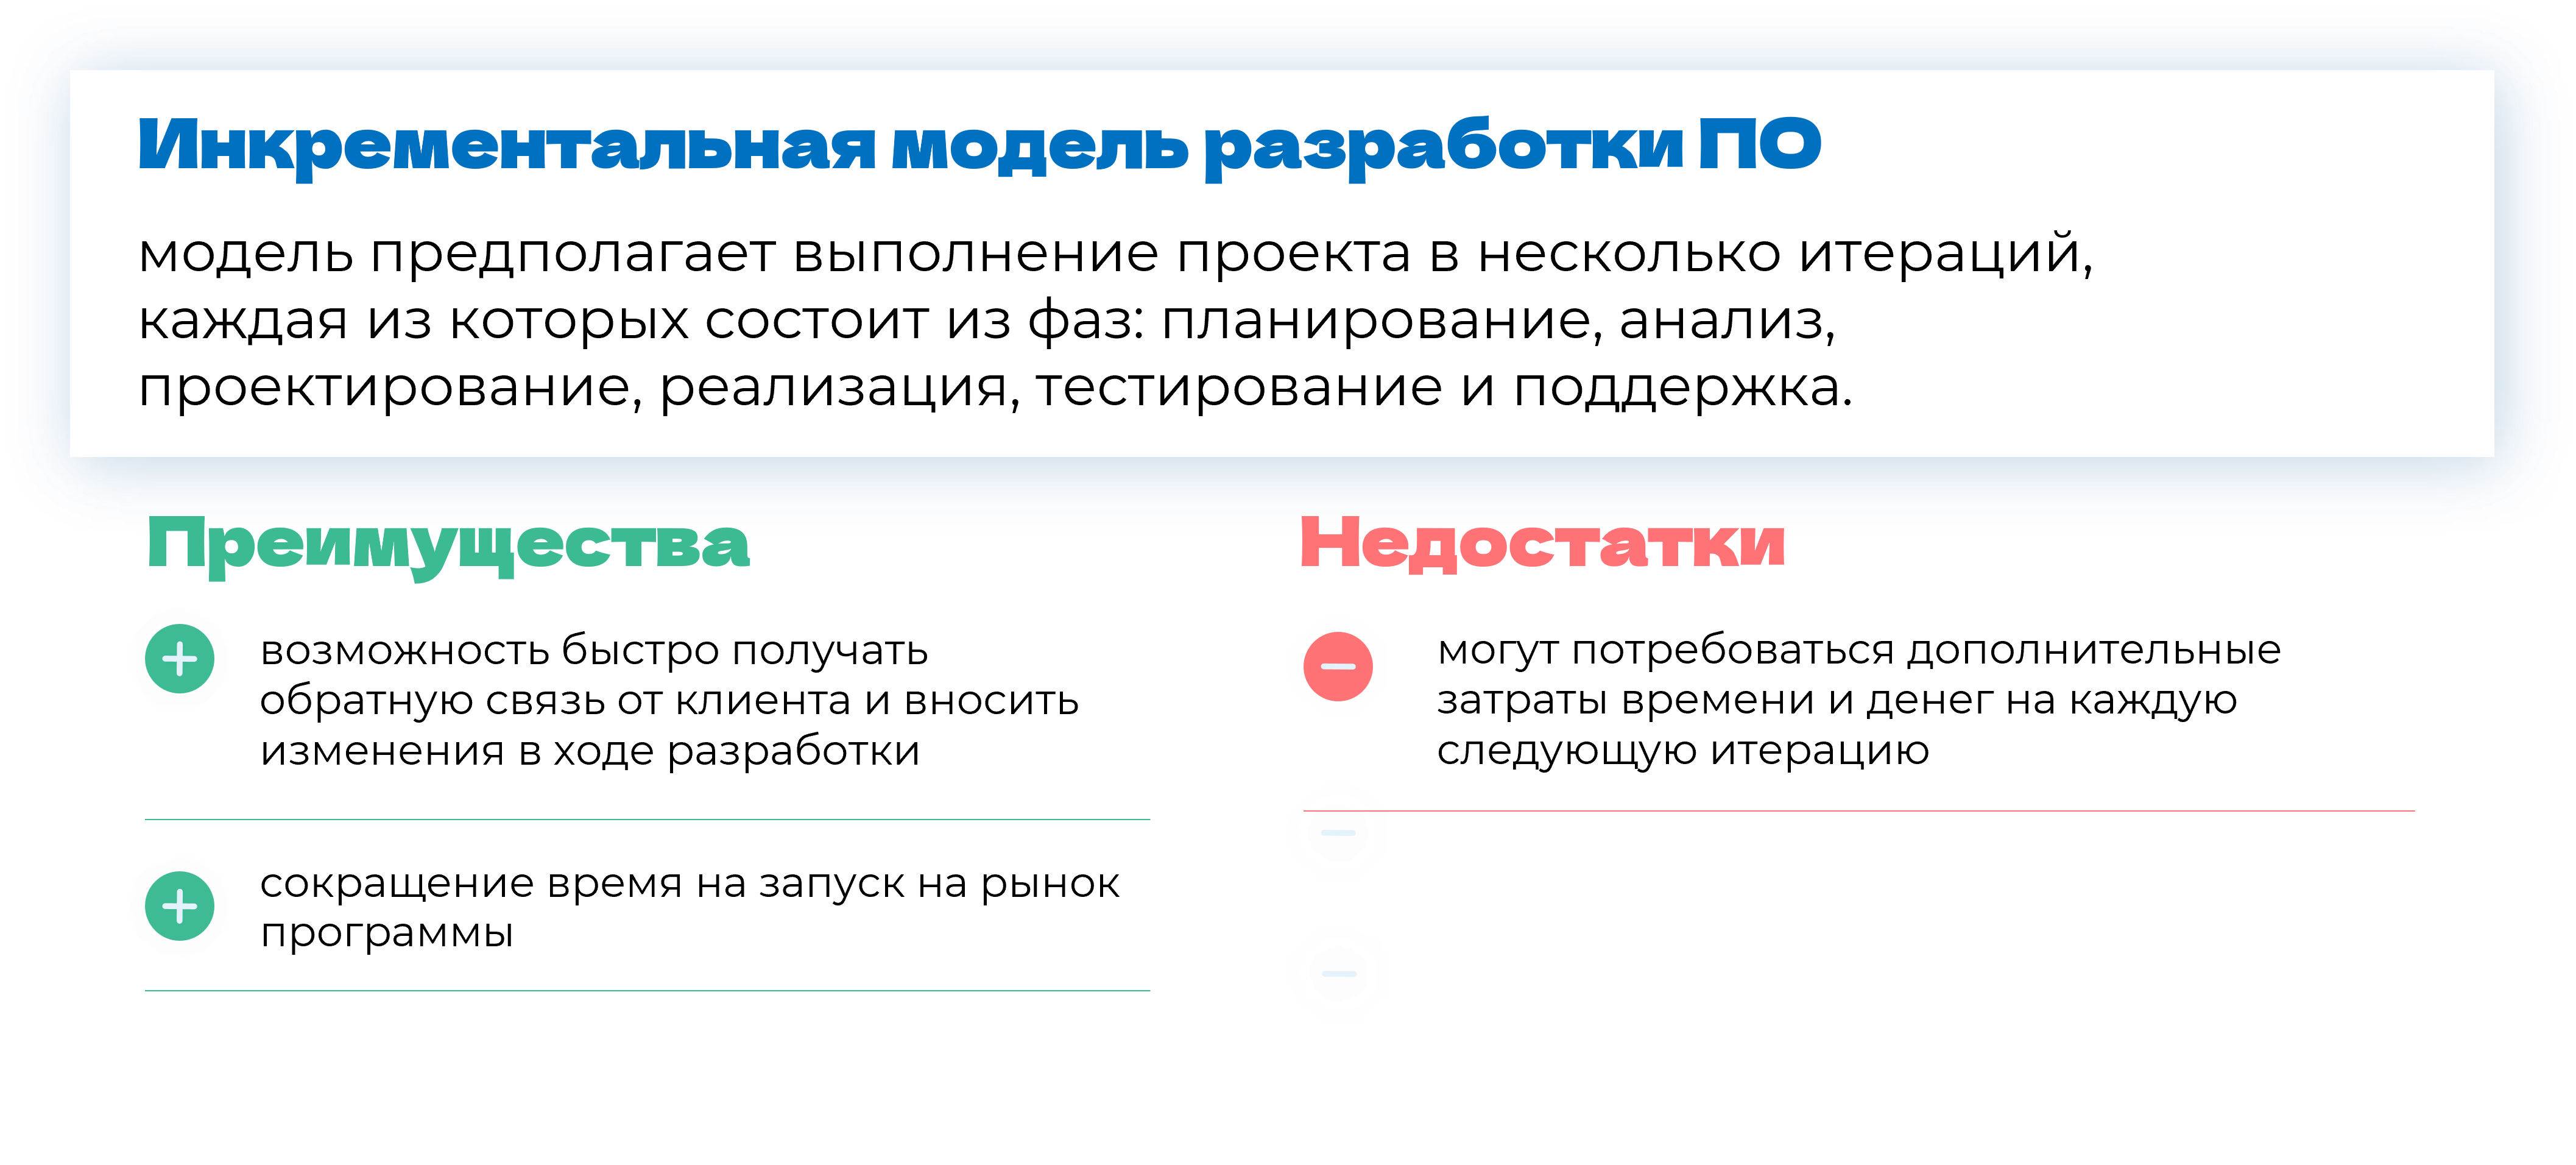 Инкрементальная модель разработки ПО
модель предполагает выполнение проекта в несколько итераций,
каждая из которых состоит из фаз: планирование, анализ,
проектирование, реализация, тестирование и поддержка.
Преимущества
возможность быстро получать
обратную связь от клиента и вносить
изменения в ходе разработки
сокращение время на запуск на рынок
программы
Недостатки
могут потребоваться дополнительные
затраты времени и денег на каждую
следующую итерацию